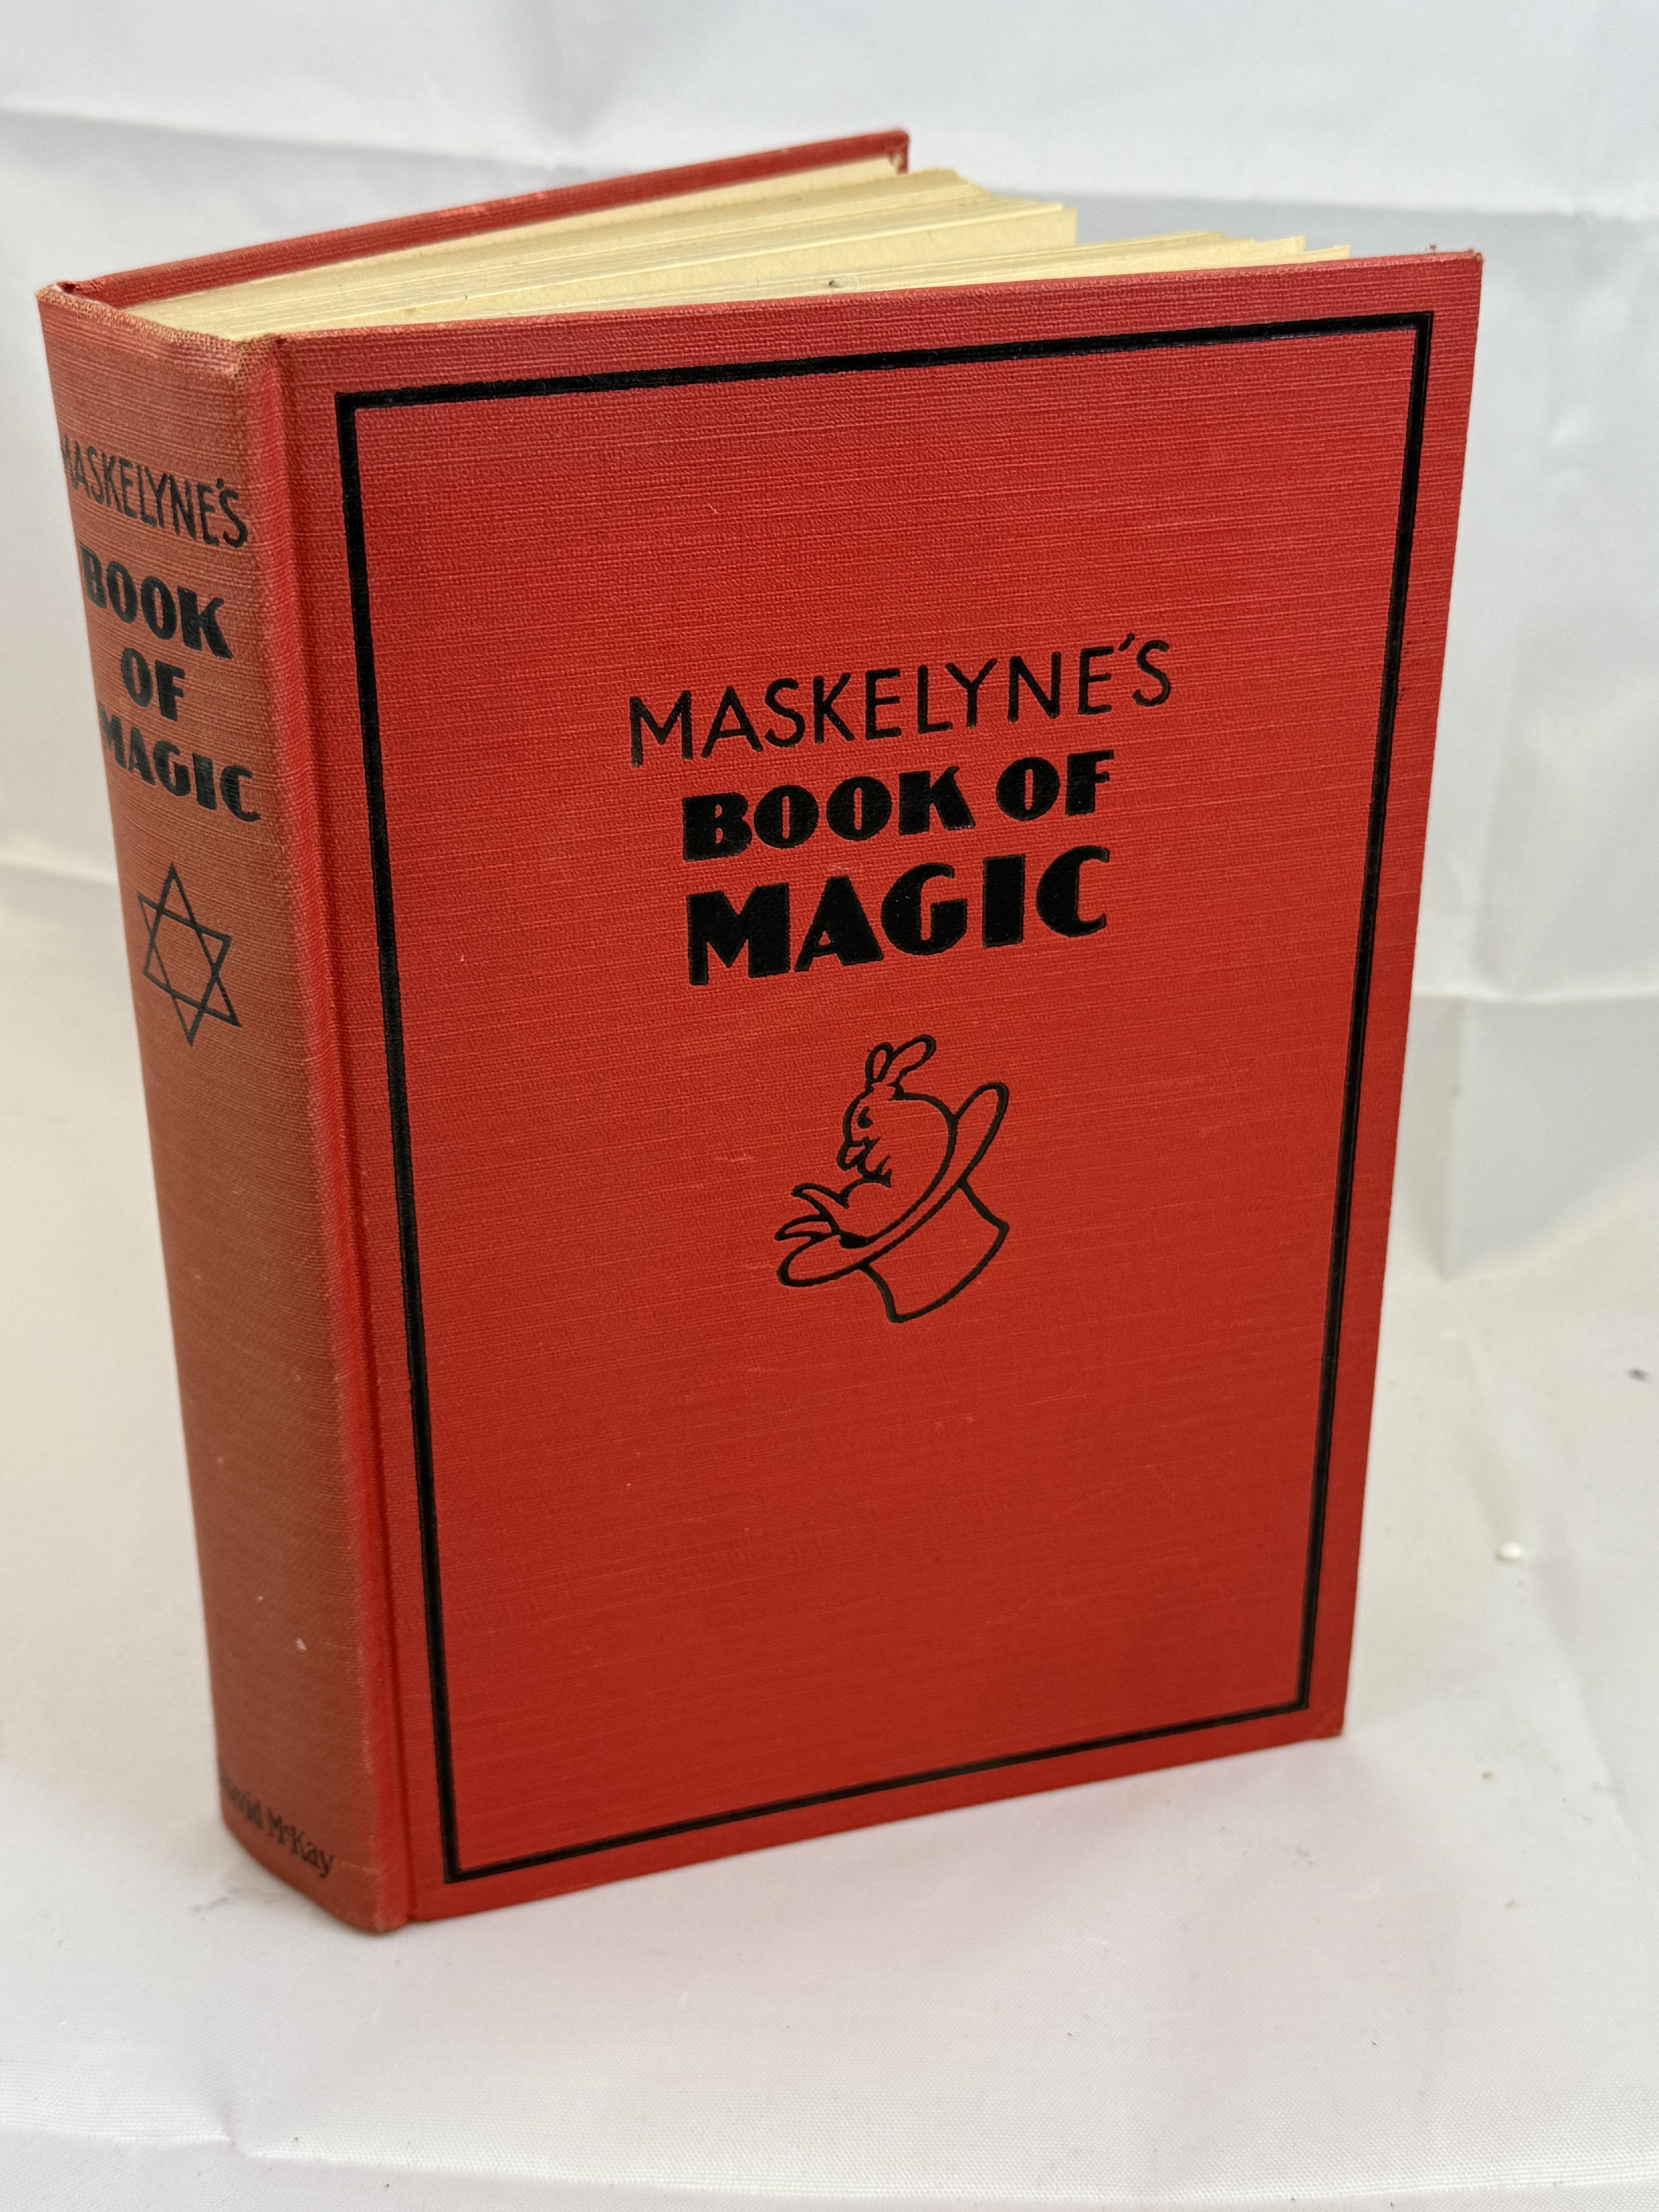 MASKELYNE'S
BOOK
OF
MAGIC
David McKay
MASKELYNE'S
BOOK OF
MAGIC